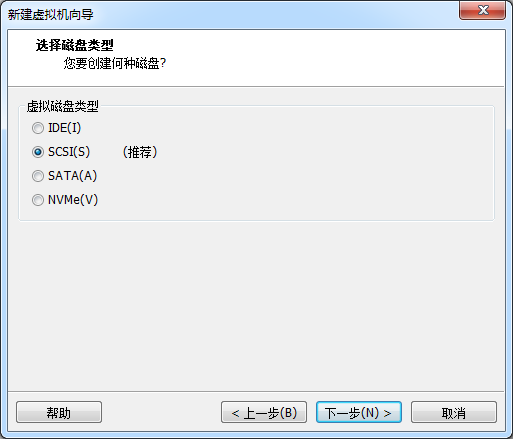 新建虚拟机向导
选择磁盘类型
您要创建何种磁盘?
虚拟磁盘类型
IDE(I)
SCSI(S) （推荐）
SATA(A)
NVMe(V)
帮助 < 上一步(B) 下一步(N) > 取消